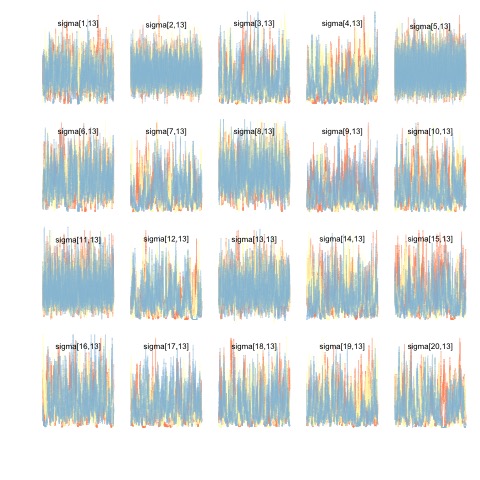 sigma[1,13]
sigma[2,13]
sigma[3,13]
sigma[4,13]
sigma[5,13]
sigma[6,13]
sigma[7,13]
sigma[8,13]
sigma[9,13]
sigma[10,13]
sigma[11,13]
sigma[12,13]
sigma[13,13]
sigma[14,13]
sigma[15,13]
sigma[16,13]
sigma[17,13]
sigma[18,13]
sigma[19,13]
sigma[20,13]